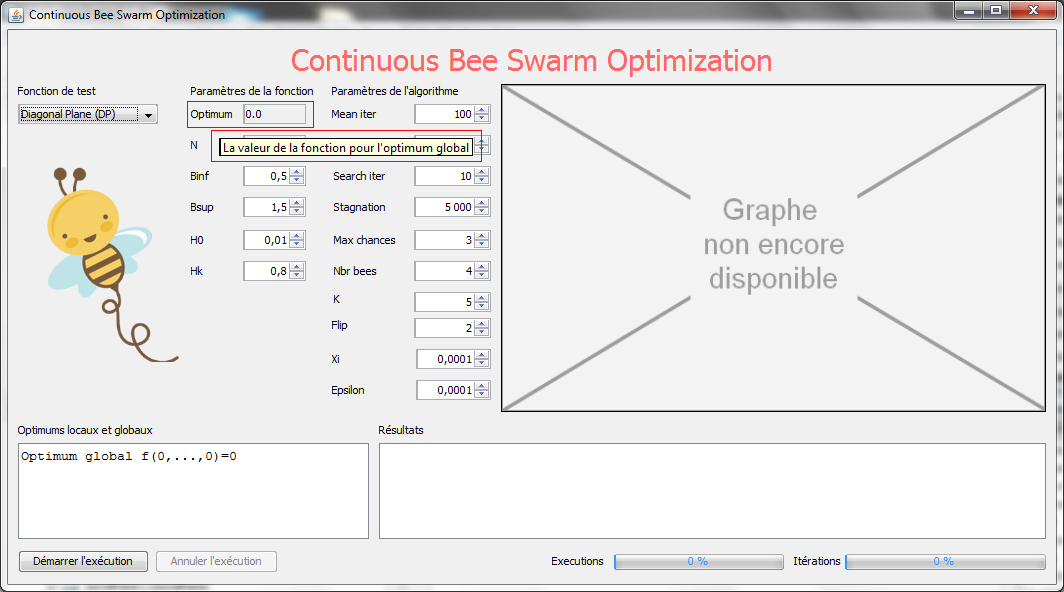 Continuous Bee Swarm Optimization
Continuous Bee Swarm Optimization
Fonction de test
Diagonal Plane (DP)
Paramètres de la fonction
Optimum 0.0
N
La valeur de la fonction pour l'optimum global
Binf 0,5
Bsup 1,5
H0 0,01
Hk 0,8
Paramètres de l'algorithme
Mean iter 100
Search iter 10
Stagnation 5 000
Max chances 3
Nbr bees 4
K 5
Flip 2
Xi 0,0001
Epsilon 0,0001
Graphe
non encore
disponible
Optimums locaux et globaux
Optimum global f(0,...,0)=0
Résultats
Démarrer l'exécution
Annuler l'exécution
Executions 0 %
Itérations 0 %